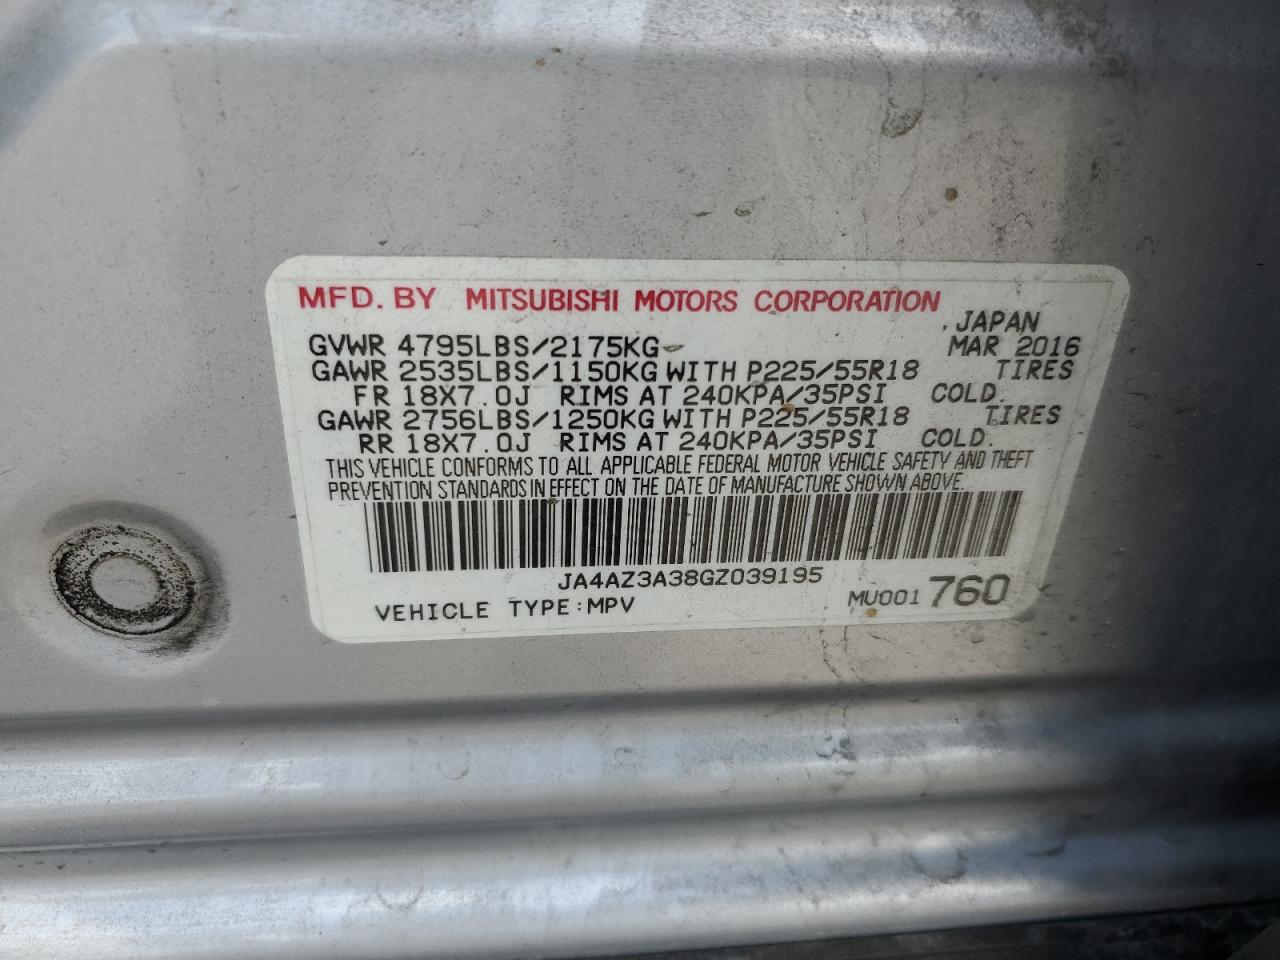 MFD. BY MITSUBISHI MOTORS CORPORATION
, JAPAN
GVWR 4795LBS/2175KG MAR 2016
GAWR 2535LBS/1150KG WITH P225/55R18 TIRES
FR 18X7.0J RIMS AT 240KPA/35PSI COLD.
GAWR 2756LBS/1250KG WITH P225/55R18 TIRES
RR 18X7.0J RIMS AT 240KPA/35PSI COLD.
THIS VEHICLE CONFORMS TO ALL APPLICABLE FEDERAL MOTOR VEHICLE SAFETY AND THEFT
PREVENTION STANDARDS IN EFFECT ON THE DATE OF MANUFACTURE SHOWN ABOVE.
JA4AZ3A38GZ039195
VEHICLE TYPE:MPV MU001 760